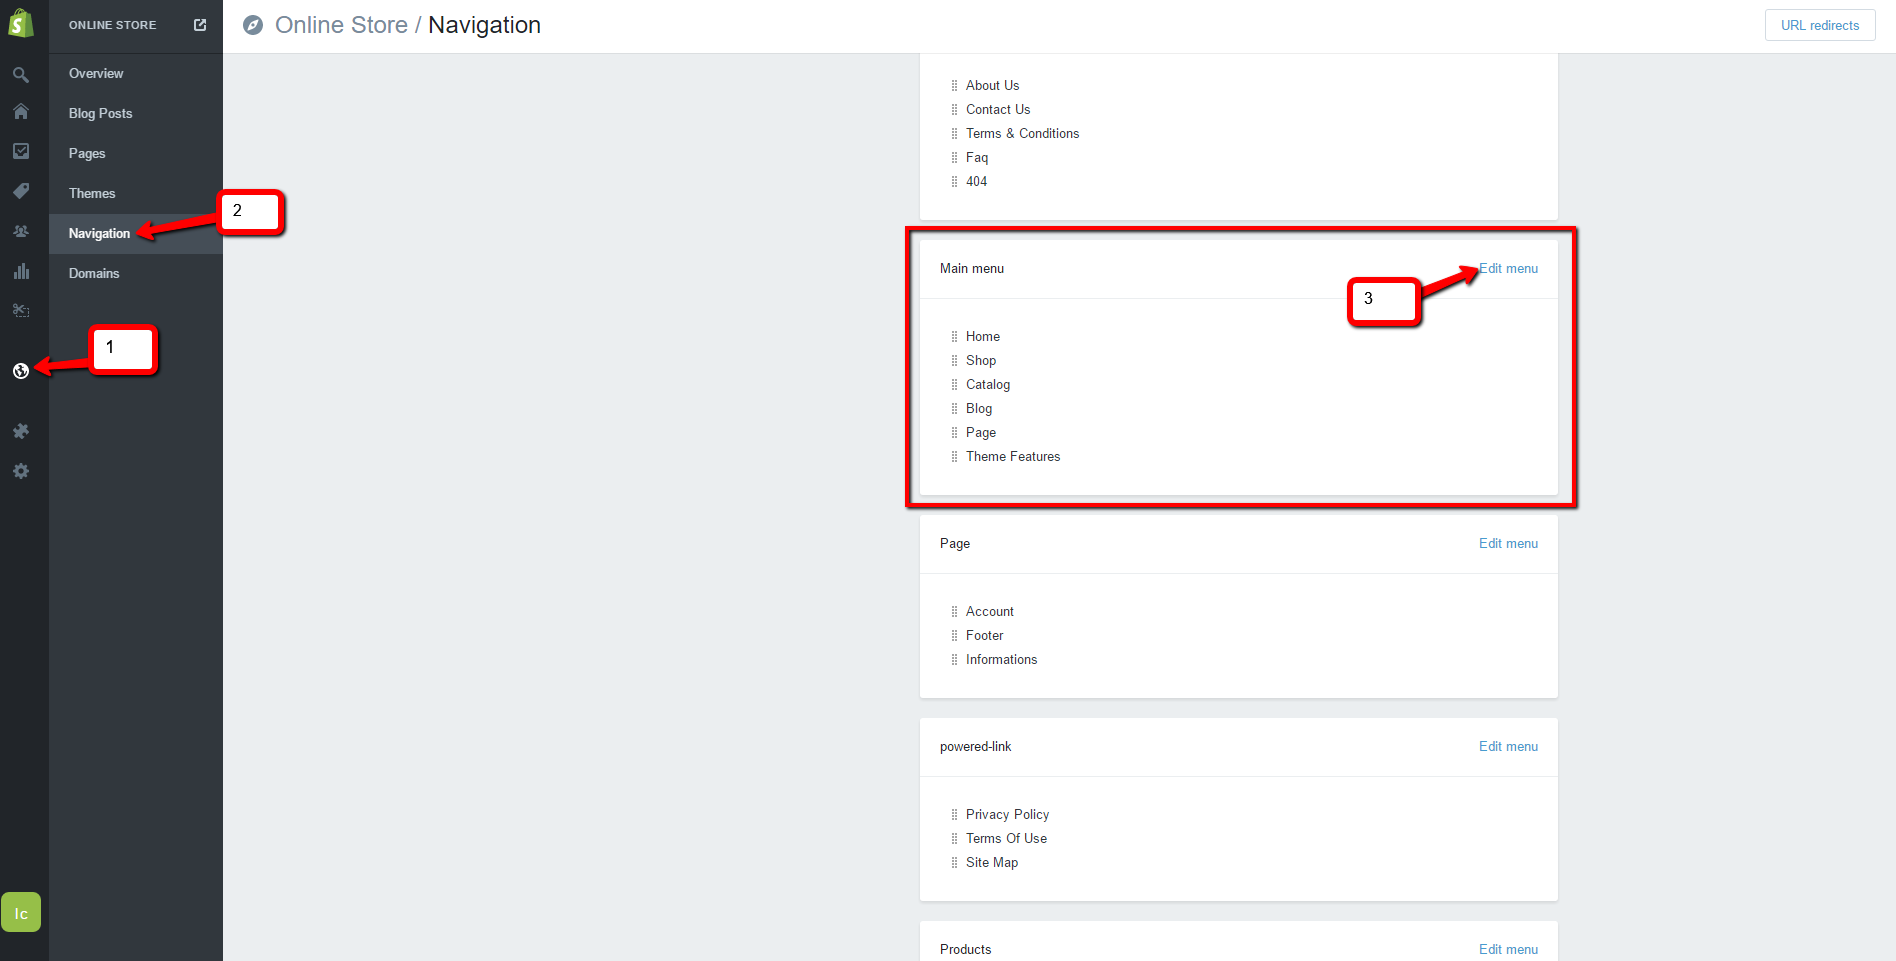 ONLINE STORE
Online Store / Navigation
URL redirects
Overview
Blog Posts
Pages
Themes
Navigation
Domains
2
1
About Us
Contact Us
Terms & Conditions
Faq
404
Main menu
Edit menu
3
Home
Shop
Catalog
Blog
Page
Theme Features
Page
Edit menu
Account
Footer
Informations
powered-link
Edit menu
Privacy Policy
Terms Of Use
Site Map
Products
Edit menu
Ic